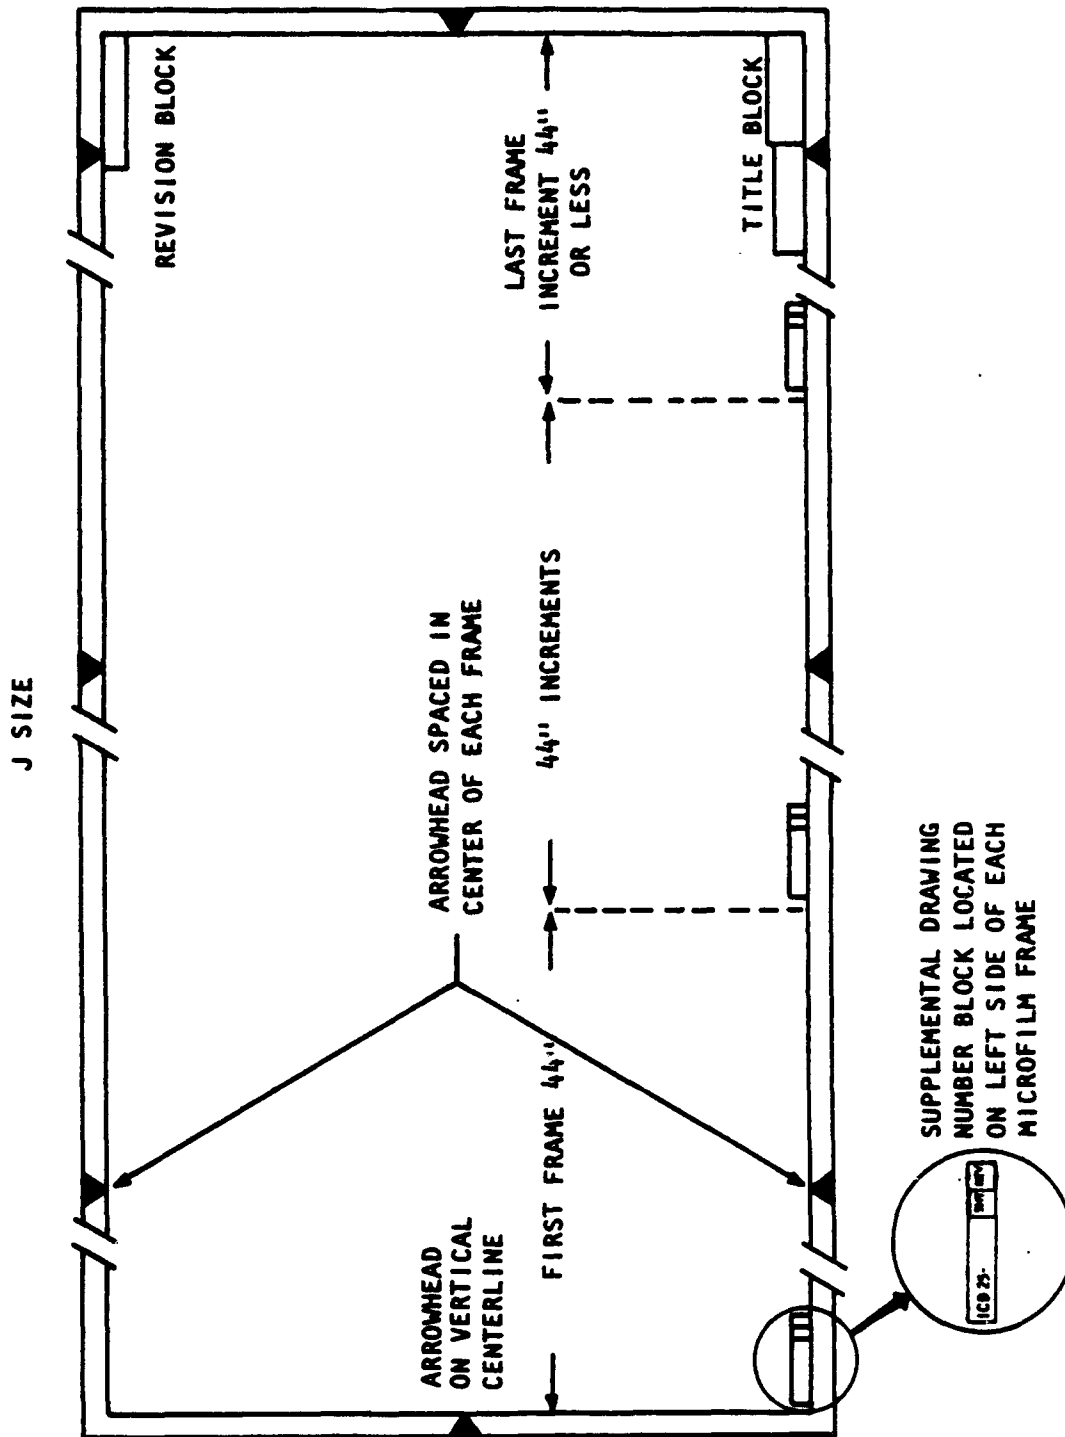 J SIZE
REVISION BLOCK
ARROWHEAD SPACED IN
CENTER OF EACH FRAME
ARROWHEAD
ON VERTICAL
CENTERLINE
LAST FRAME
INCREMENT 44"
OR LESS
FIRST FRAME 44"
44" INCREMENTS
TITLE BLOCK
SUPPLEMENTAL DRAWING
NUMBER BLOCK LOCATED
ON LEFT SIDE OF EACH
MICROFILM FRAME
ICD 25-